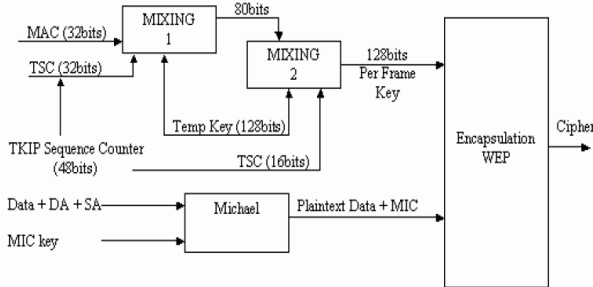 MIXING
1
80bits
MAC (32bits)
MIXING
2
128bits
Per Frame
Key
TSC (32bits)
Temp Key (128bits)
TKIP Sequence Counter
(48bits)
TSC (16bits)
Encapsulation
WEP
Cipher
Data + DA + SA
Michael
Plaintext Data + MIC
MIC key